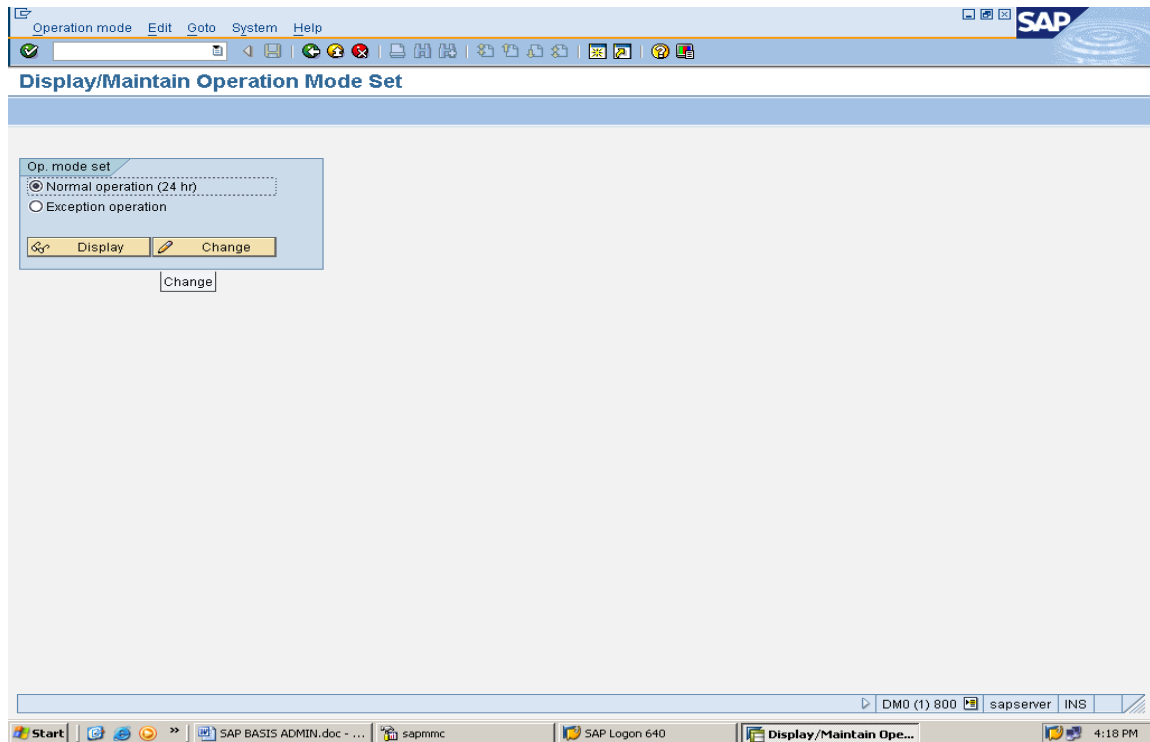 Operation mode Edit Goto System Help
SAP
Display/Maintain Operation Mode Set
Op. mode set
Normal operation (24 hr)
Exception operation
Display Change
Change
DM0 (1) 800 sapserver INS
Start » SAP BASIS ADMIN.doc - ... sapmmc SAP Logon 640 Display/Maintain Ope... 4:18 PM